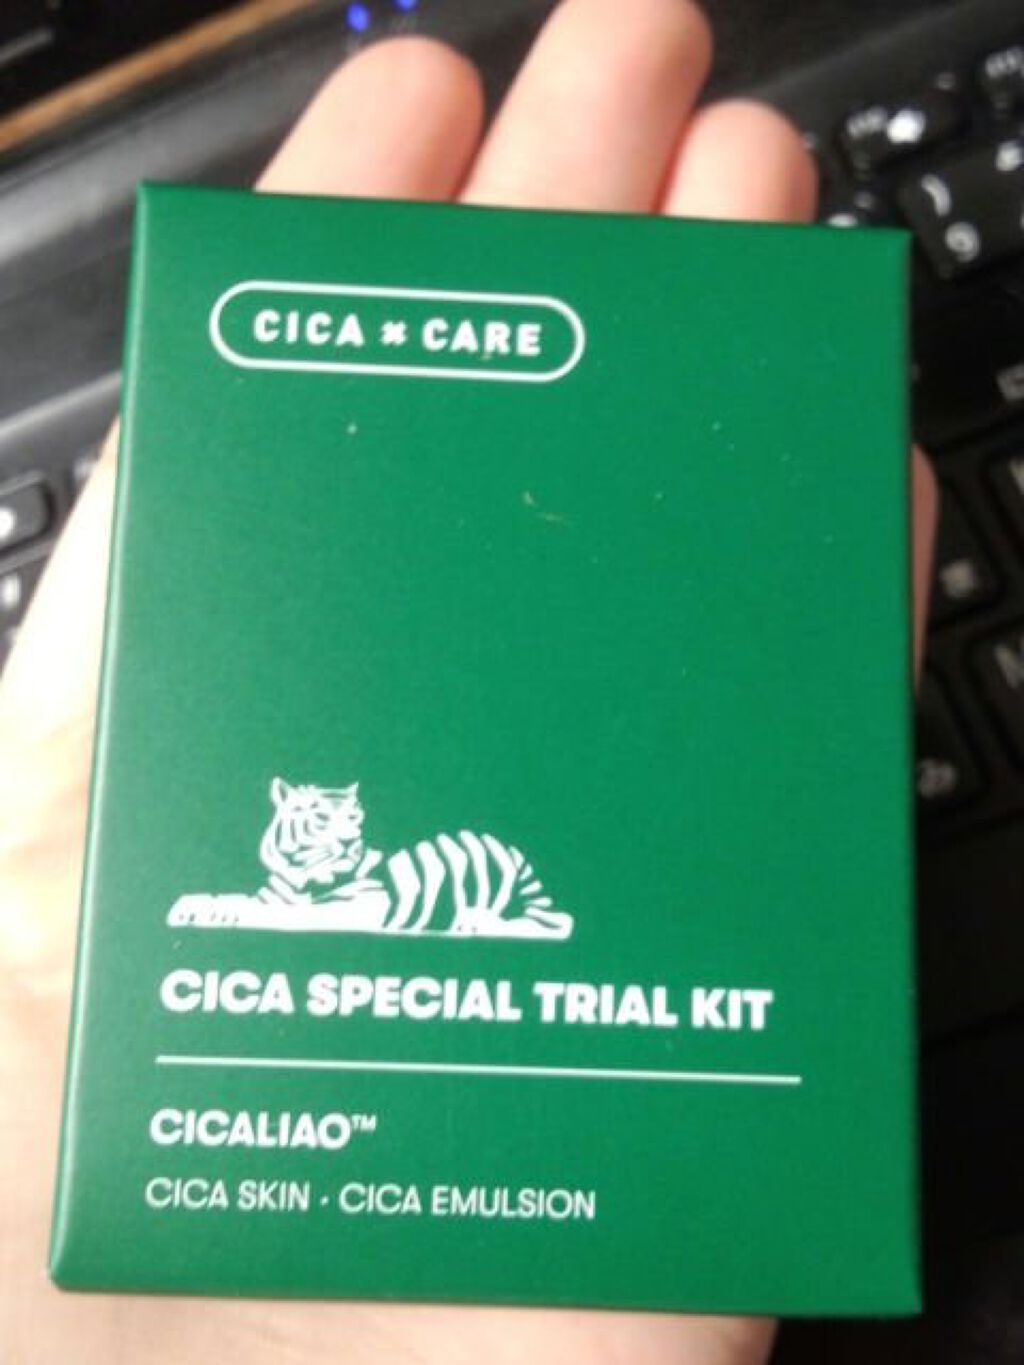 CICA × CARE
CICA SPECIAL TRIAL KIT
CICALIAO™
CICA SKIN · CICA EMULSION